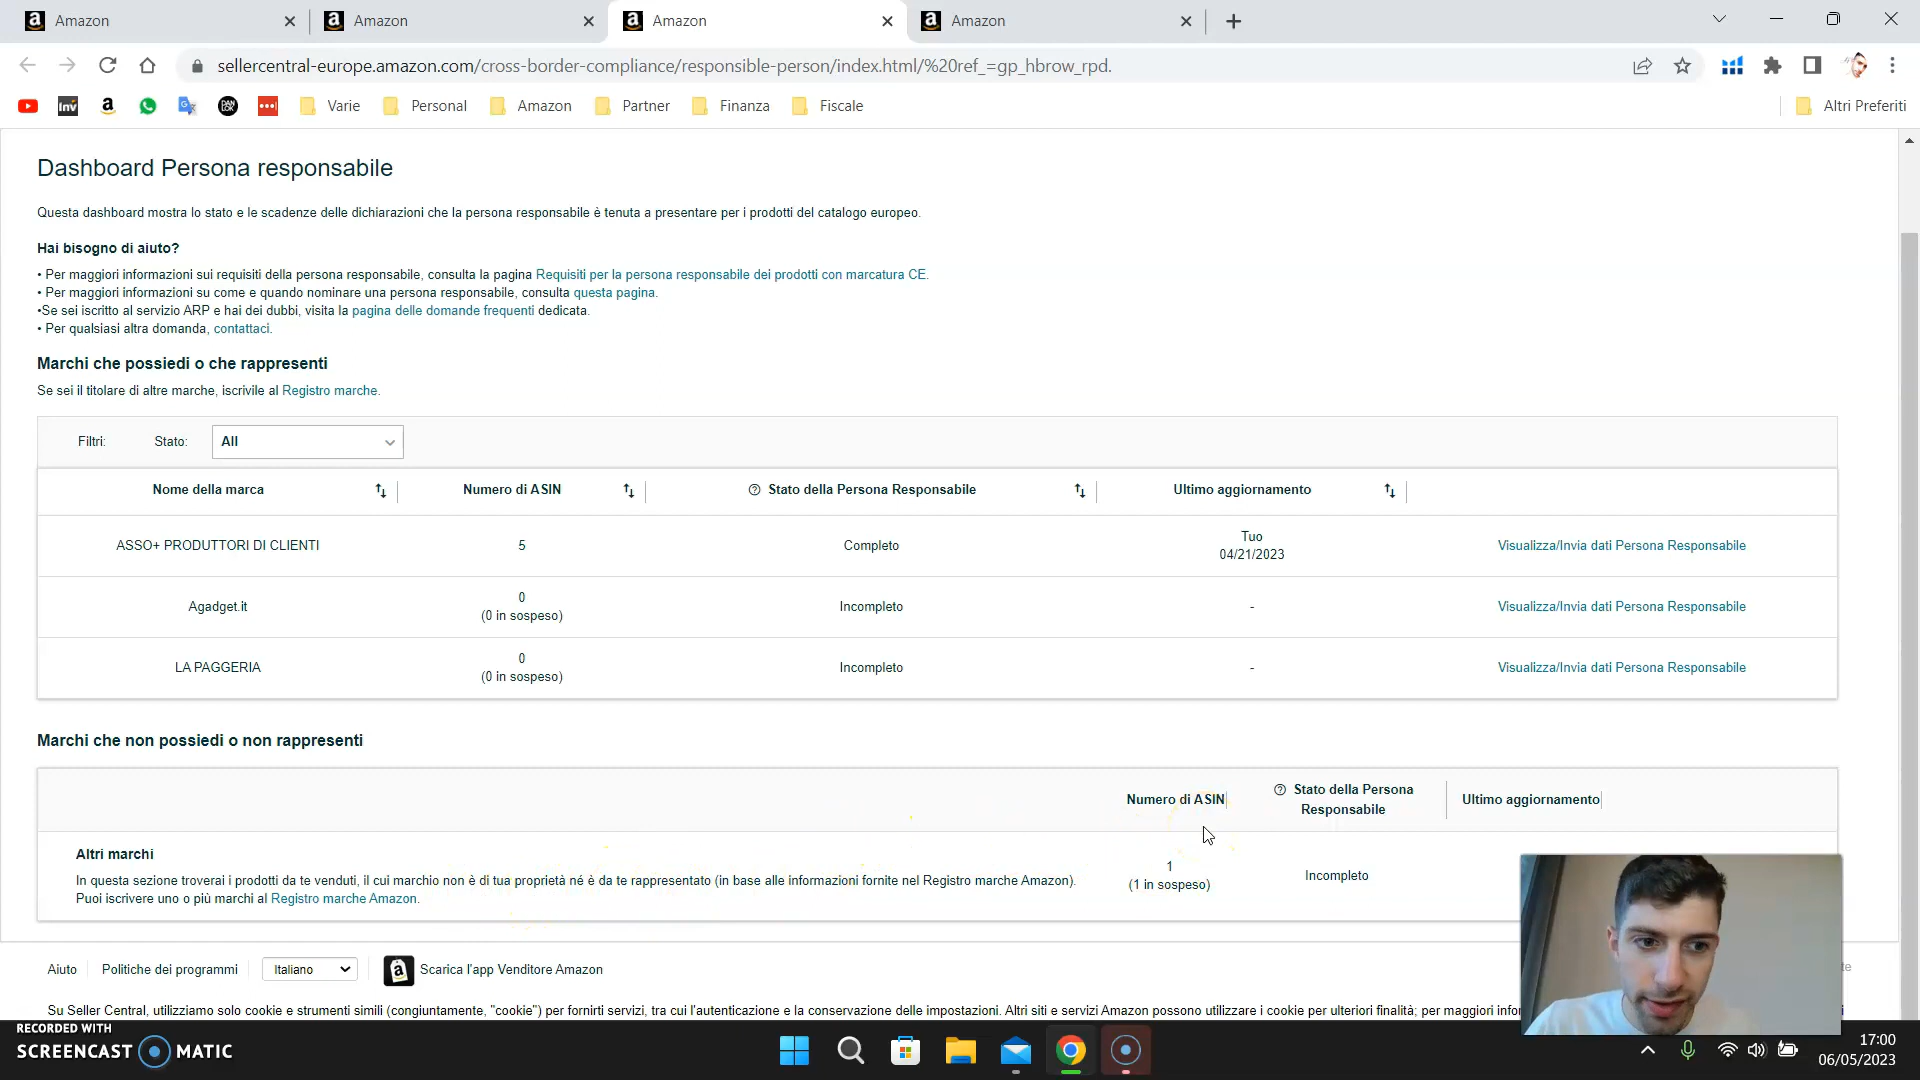 Amazon
Amazon
Amazon
Amazon
sellercentral-europe.amazon.com/cross-border-compliance/responsible-person/index.html/%20ref_=gp_hbrow_rpd.
Inv
Varie
Personal
Amazon
Partner
Finanza
Fiscale
Altri Preferiti
Dashboard Persona responsabile
Questa dashboard mostra lo stato e le scadenze delle dichiarazioni che la persona responsabile è tenuta a presentare per i prodotti del catalogo europeo.
Hai bisogno di aiuto?
• Per maggiori informazioni sui requisiti della persona responsabile, consulta la pagina Requisiti per la persona responsabile dei prodotti con marcatura CE.
• Per maggiori informazioni su come e quando nominare una persona responsabile, consulta questa pagina.
•Se sei iscritto al servizio ARP e hai dei dubbi, visita la pagina delle domande frequenti dedicata.
• Per qualsiasi altra domanda, contattaci.
Marchi che possiedi o che rappresenti
Se sei il titolare di altre marche, iscrivile al Registro marche.
Filtri: Stato: All
Nome della marca Numero di ASIN Stato della Persona Responsabile Ultimo aggiornamento
ASSO+ PRODUTTORI DI CLIENTI 5 Completo Tuo 04/21/2023 Visualizza/Invia dati Persona Responsabile
Agadget.it 0 (0 in sospeso) Incompleto - Visualizza/Invia dati Persona Responsabile
LA PAGGERIA 0 (0 in sospeso) Incompleto - Visualizza/Invia dati Persona Responsabile
Marchi che non possiedi o non rappresenti
Numero di ASIN Stato della Persona Responsabile Ultimo aggiornamento
Altri marchi
In questa sezione troverai i prodotti da te venduti, il cui marchio non è di tua proprietà né è da te rappresentato (in base alle informazioni fornite nel Registro marche Amazon).
Puoi iscrivere uno o più marchi al Registro marche Amazon.
1
(1 in sospeso)
Incompleto
Aiuto Politiche dei programmi Italiano Scarica l'app Venditore Amazon
Su Seller Central, utilizziamo solo cookie e strumenti simili (congiuntamente, "cookie") per fornirti servizi, tra cui l'autenticazione e la conservazione delle impostazioni. Altri siti e servizi Amazon possono utilizzare i cookie per ulteriori finalità; per maggiori
RECORDED WITH
SCREENCAST MATIC
17:00
06/05/2023